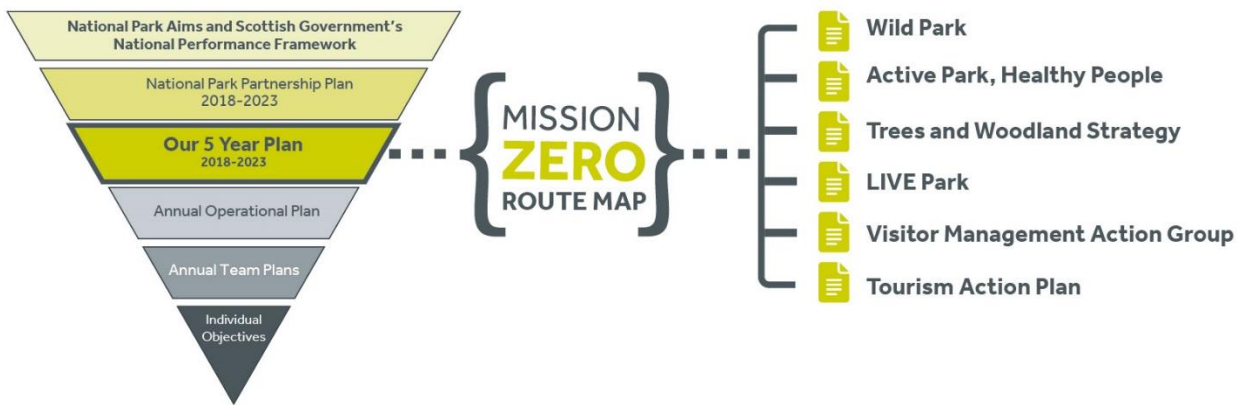 National Park Aims and Scottish Government's
National Performance Framework
National Park Partnership Plan
2018-2023
Our 5 Year Plan
2018-2023
Annual Operational Plan
Annual Team Plans
Individual
Objectives
MISSION
ZERO
ROUTE MAP
Wild Park
Active Park, Healthy People
Trees and Woodland Strategy
LIVE Park
Visitor Management Action Group
Tourism Action Plan